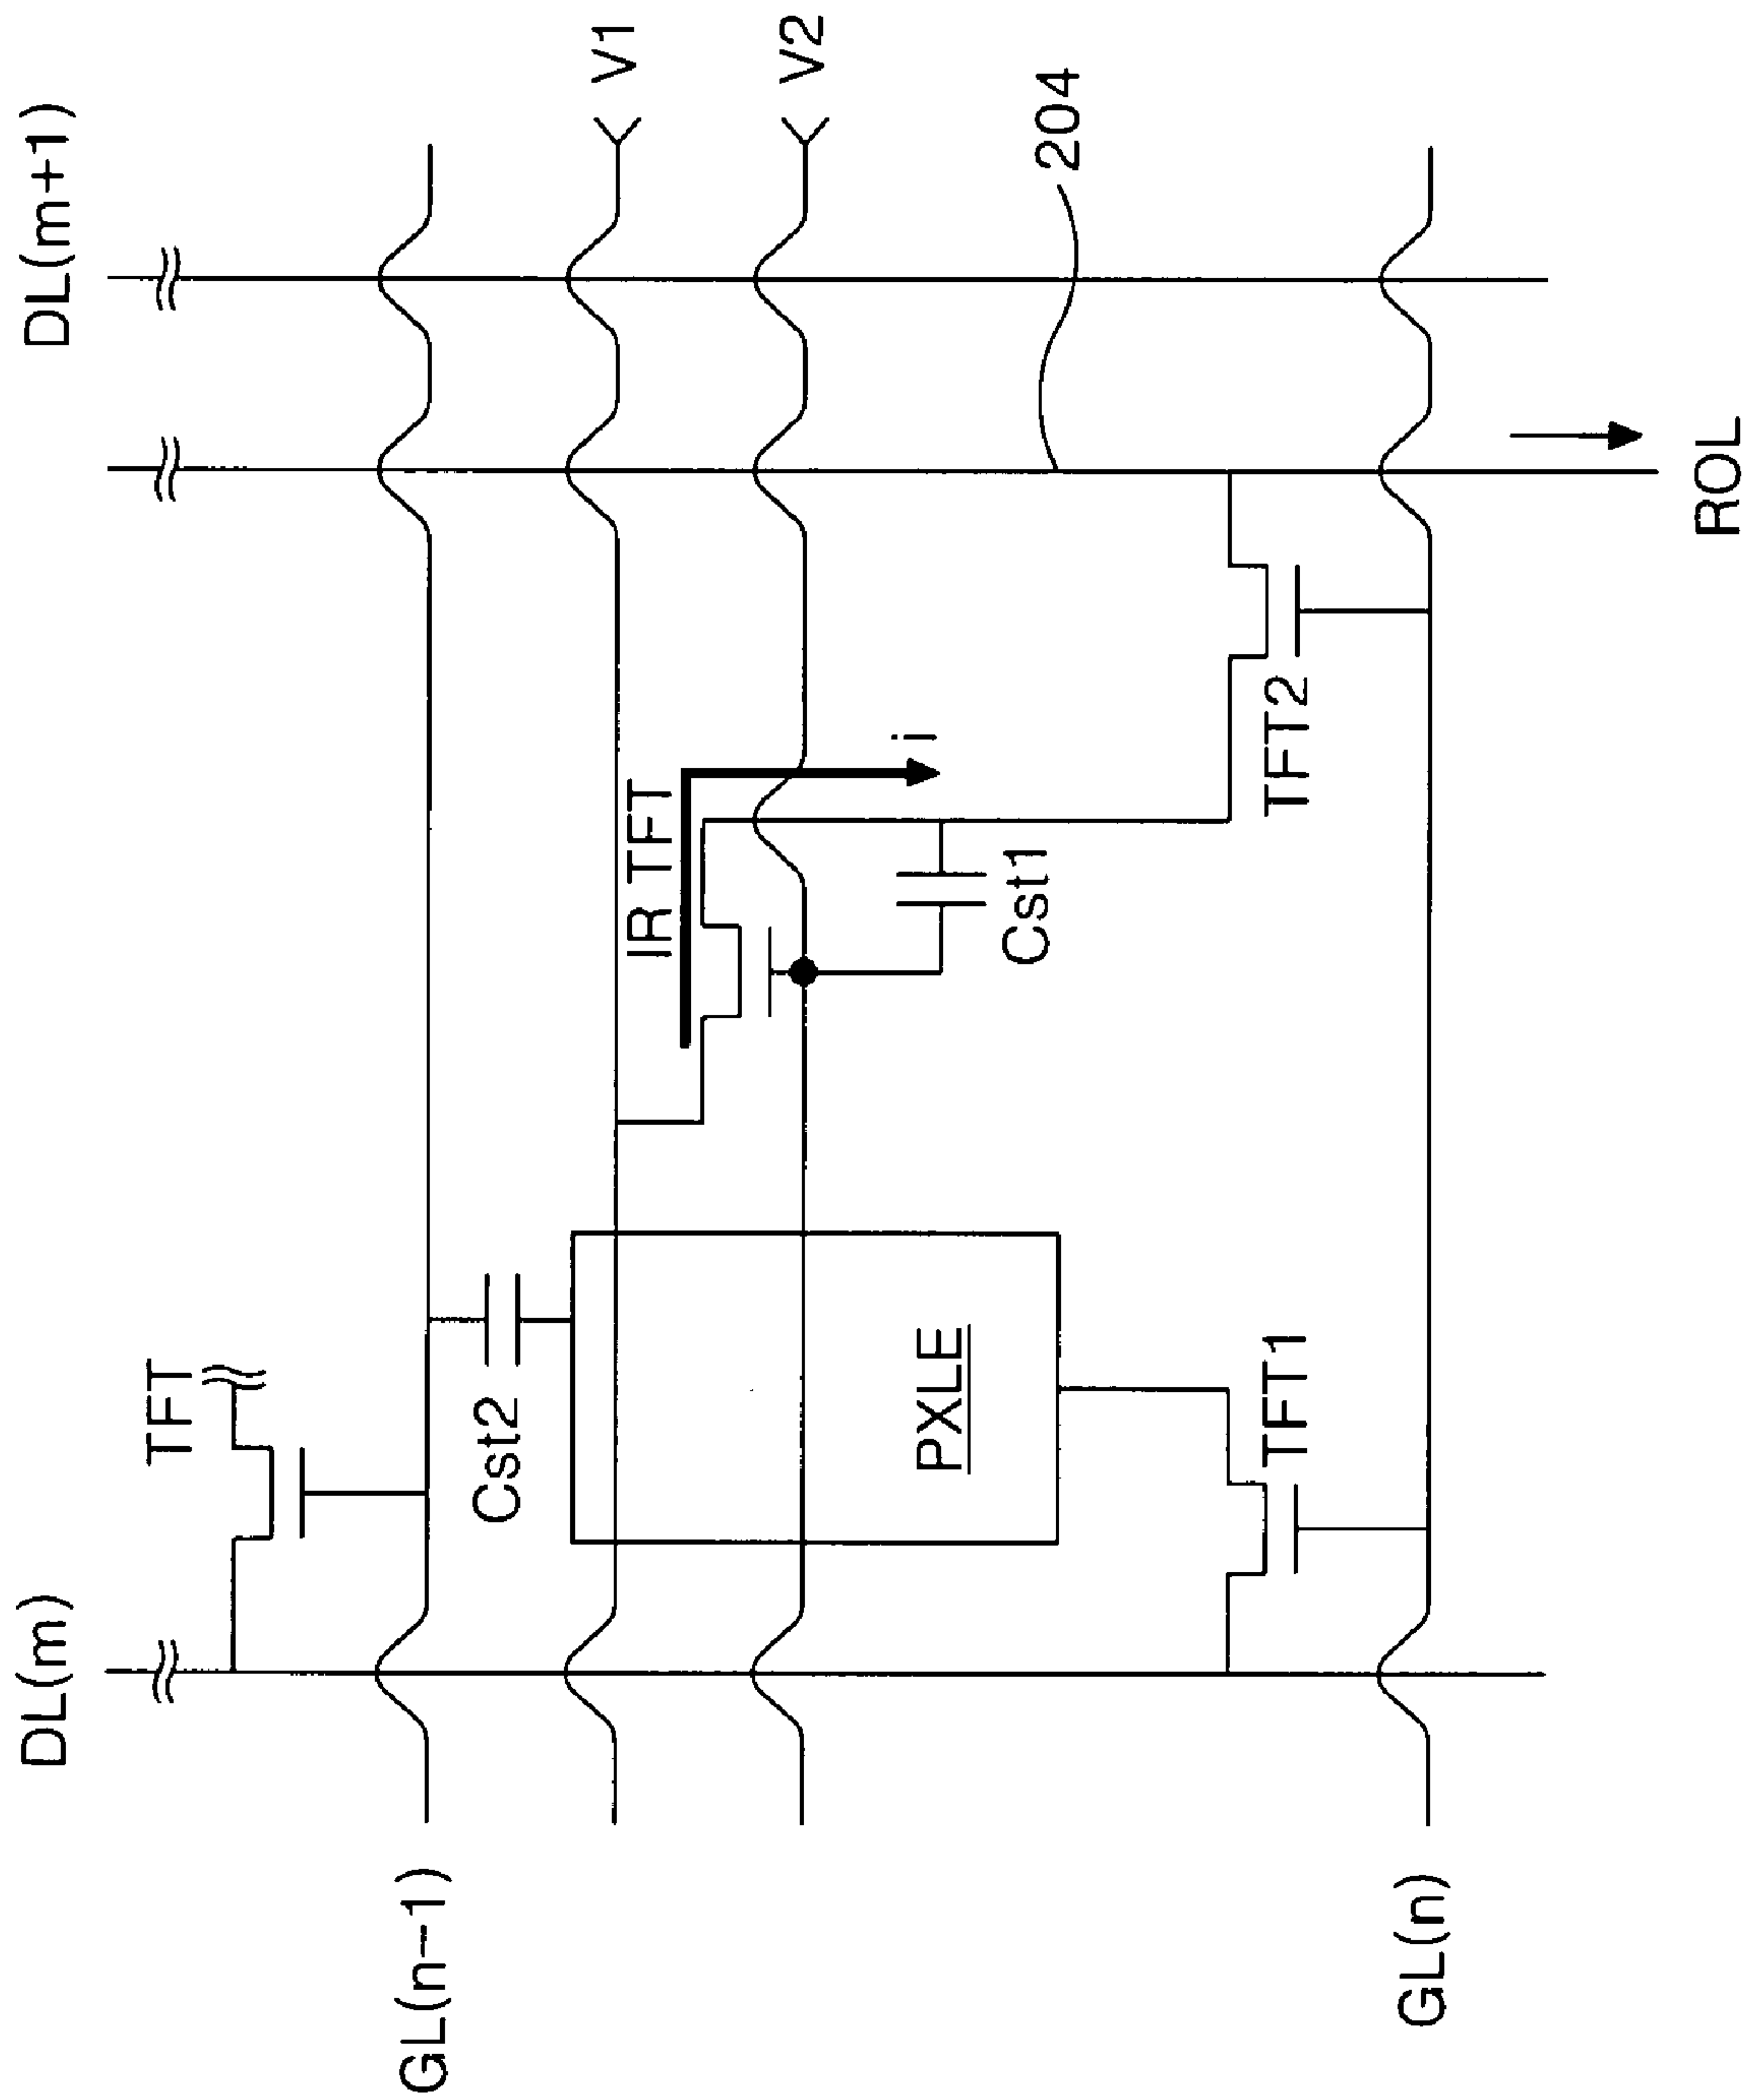 DL(m)
DL(m+1)
TFT
GL(n-1)
Cst2
V1
IR TFT
V2
i
PXLE
Cst1
204
TFT1
TFT2
GL(n)
ROL